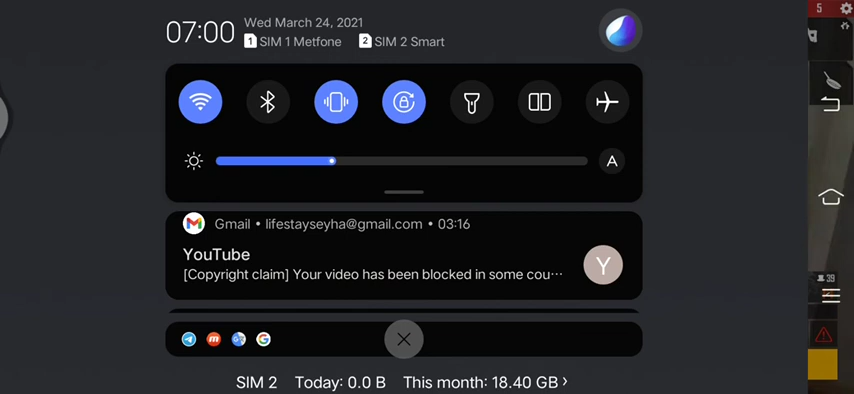 07:00
Wed March 24, 2021
1 SIM 1 Metfone 2 SIM 2 Smart
A
Gmail • lifestayseyha@gmail.com • 03:16
YouTube
[Copyright claim] Your video has been blocked in some cou…
Y
SIM 2 Today: 0.0 B This month: 18.40 GB ›
5
39